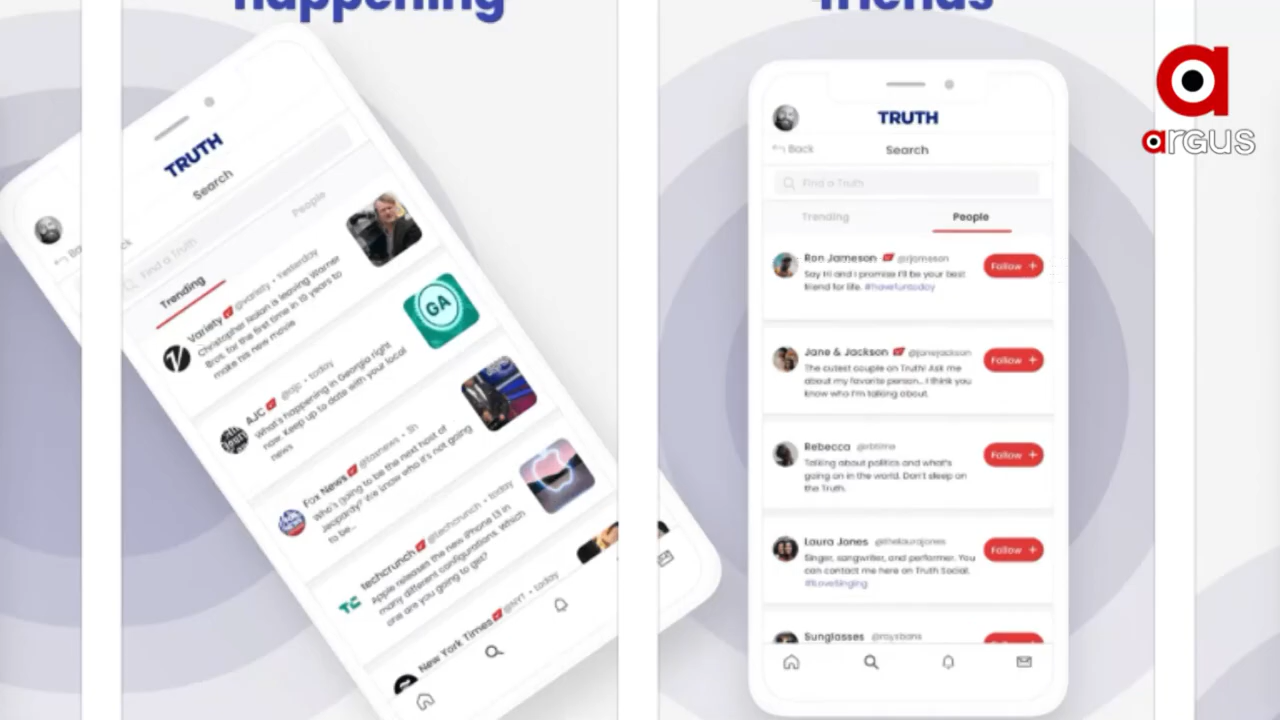 happening
TRUTH
Search
Back
Find a Truth
Trending
People
Variety @variety • Yesterday
Christopher Nolan is leaving Warner
Bros. for the first time in 19 years to
make his new movie
AJC @ajc • today
What's happening in Georgia right
now. Keep up to date with your local
news
Fox News @foxnews • 3h
Who's going to be the next host of
Jeopardy? We know who it's not going
to be...
techcrunch @techcrunch • today
Apple releases the new iPhone 13 in
many different configurations. Which
one are you going to get?
New York Times @NYT • today
GA
friends
TRUTH
Back
Search
Find a Truth
Trending
People
Ron Jameson @rjameson
Say Hi and I promise I'll be your best
friend for life. #havefuntoday
Follow +
Jane & Jackson @janejackson
The cutest couple on Truth! Ask me
about my favorite person... I think you
know who I'm talking about.
Follow +
Rebecca @rbtime
Talking about politics and what's
going on in the world. Don't sleep on
the Truth.
Follow +
Laura Jones @thelaurajones
Singer, songwriter, and performer. You
can contact me here on Truth Social.
#ILoveSinging
Follow +
Sunglasses @raysbans
a
argus